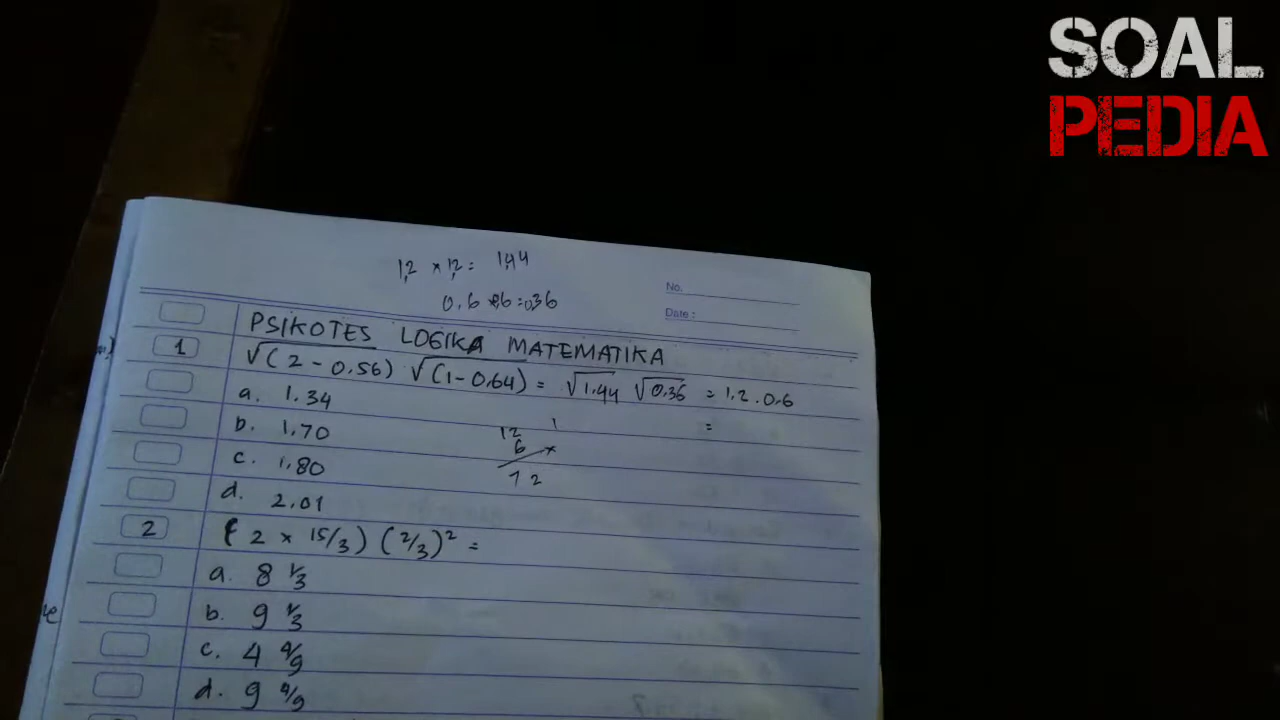 SOAL
PEDIA
1,2 × 1,2 = 1,44
0.6 × 0,6 = 0,36
No.
Date :
PSIKOTES LOGIKA MATEMATIKA
1 √(2 - 0.56) √(1 - 0.64) = √1.44 √0.36 = 1,2 . 0.6
=
a. 1.34
b. 1.70
c. 1.80
d. 2.01
12
6 ×
72
2 (2 × 15/3) (2/3)² =
a. 8 1/3
b. 9 1/3
c. 4 4/9
d. 9 4/9